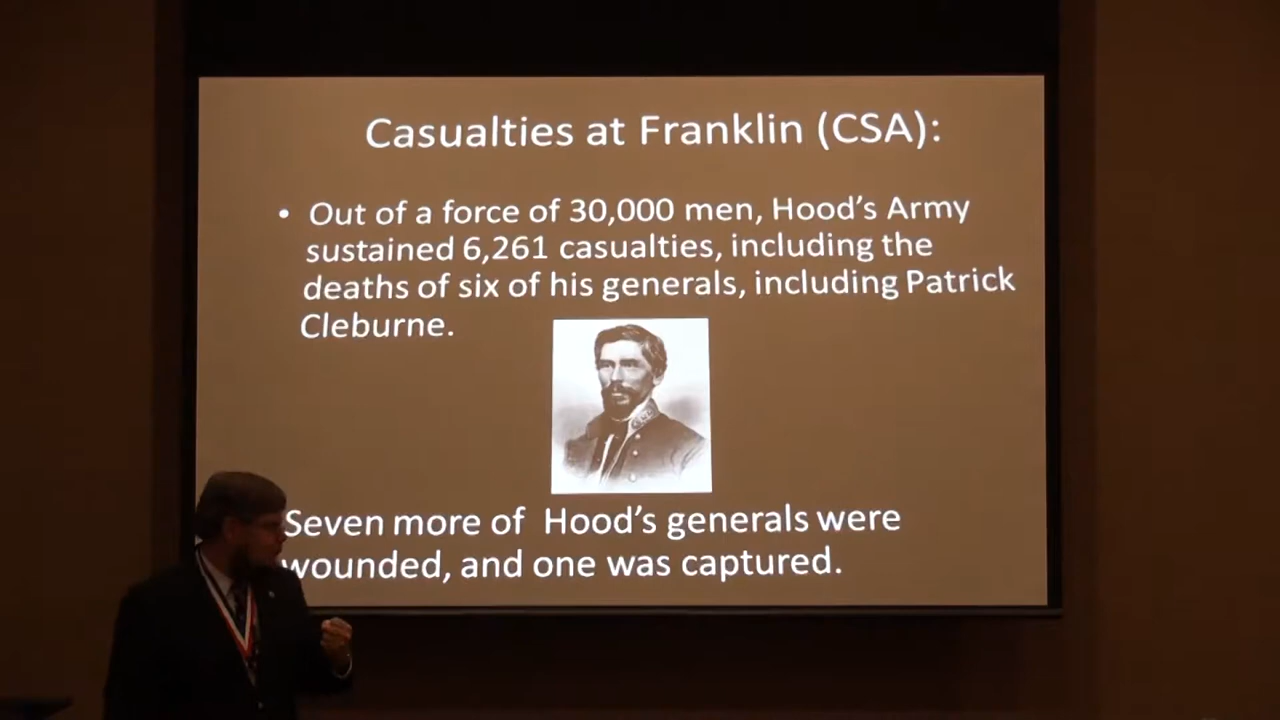 Casualties at Franklin (CSA):
• Out of a force of 30,000 men, Hood's Army
sustained 6,261 casualties, including the
deaths of six of his generals, including Patrick
Cleburne.
Seven more of Hood's generals were
wounded, and one was captured.